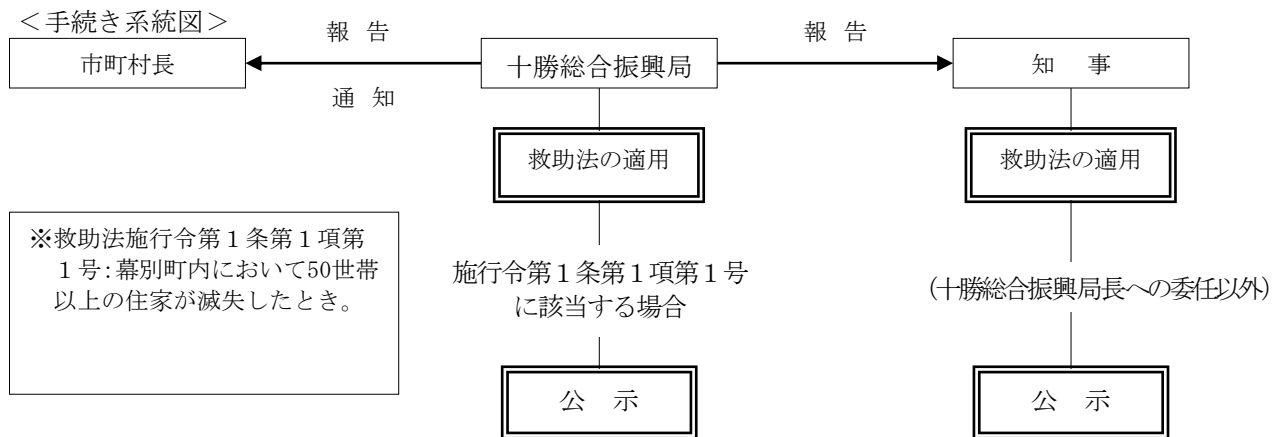 ＜手続き系統図＞
報 告
報 告
市町村長
十勝総合振興局
知 事
通 知
救助法の適用
救助法の適用
※救助法施行令第１条第１項第
１号：幕別町内において50世帯
以上の住家が滅失したとき。
施行令第１条第１項第１号
に該当する場合
(十勝総合振興局長への委任以外)
公 示
公 示